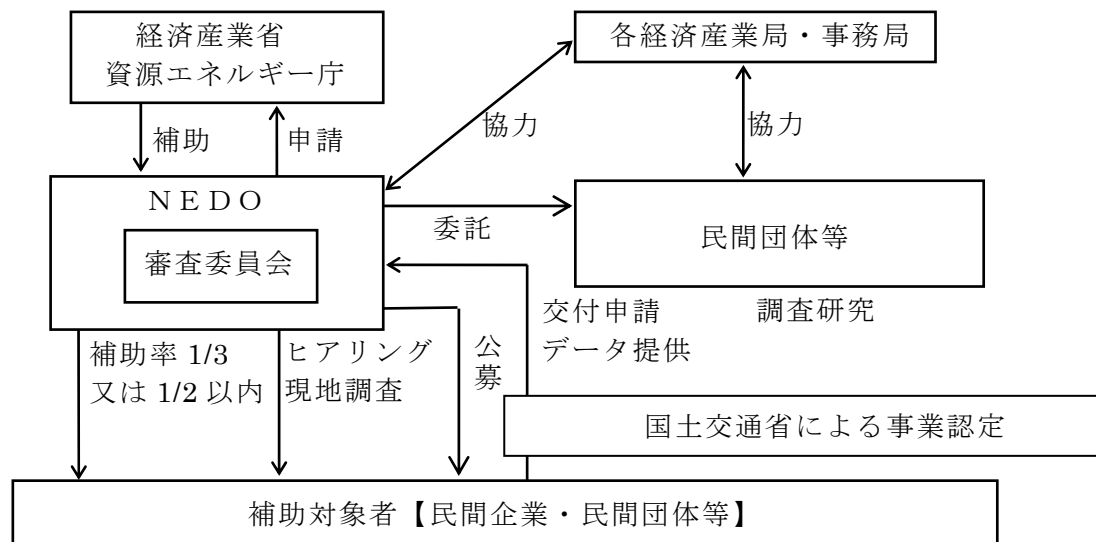 経済産業省
資源エネルギー庁
各経済産業局・事務局
補助
申請
協力
協力
ＮＥＤＯ
審査委員会
委託
民間団体等
交付申請
データ提供
調査研究
補助率 1/3
又は 1/2 以内
ヒアリング
現地調査
公募
国土交通省による事業認定
補助対象者【民間企業・民間団体等】